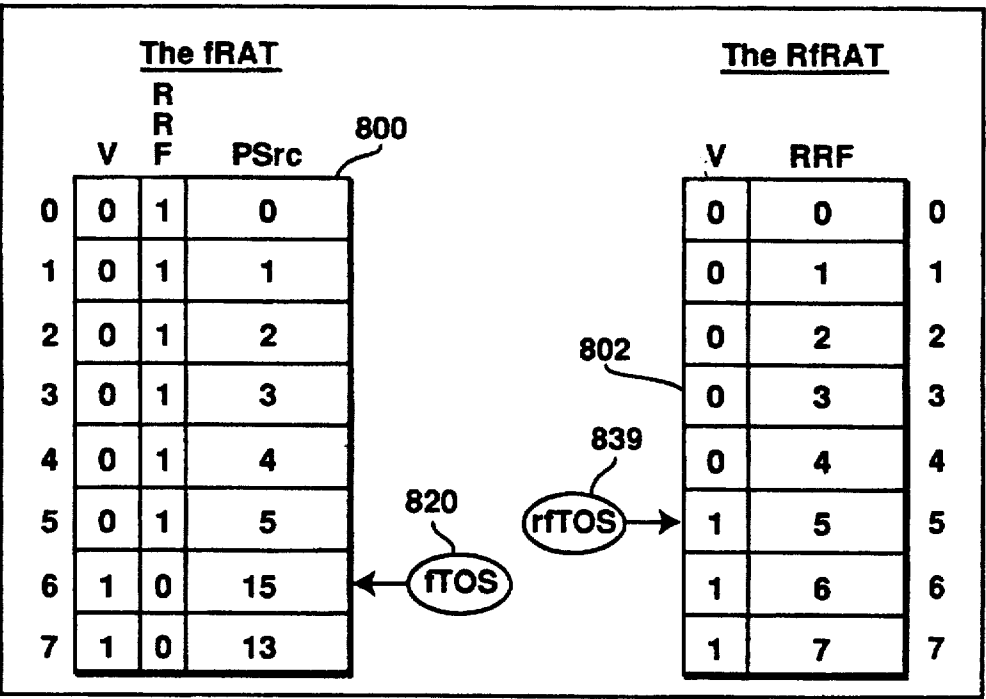 The fRAT
The RfRAT
R
R
V F PSrc 800
V RRF
0 0 1 0
0 0 0
1 0 1 1
0 1 1
2 0 1 2
0 2 2
802
3 0 1 3
0 3 3
839
4 0 1 4
0 4 4
820
5 0 1 5
rfTOS 1 5 5
6 1 0 15 fTOS
1 6 6
7 1 0 13
1 7 7